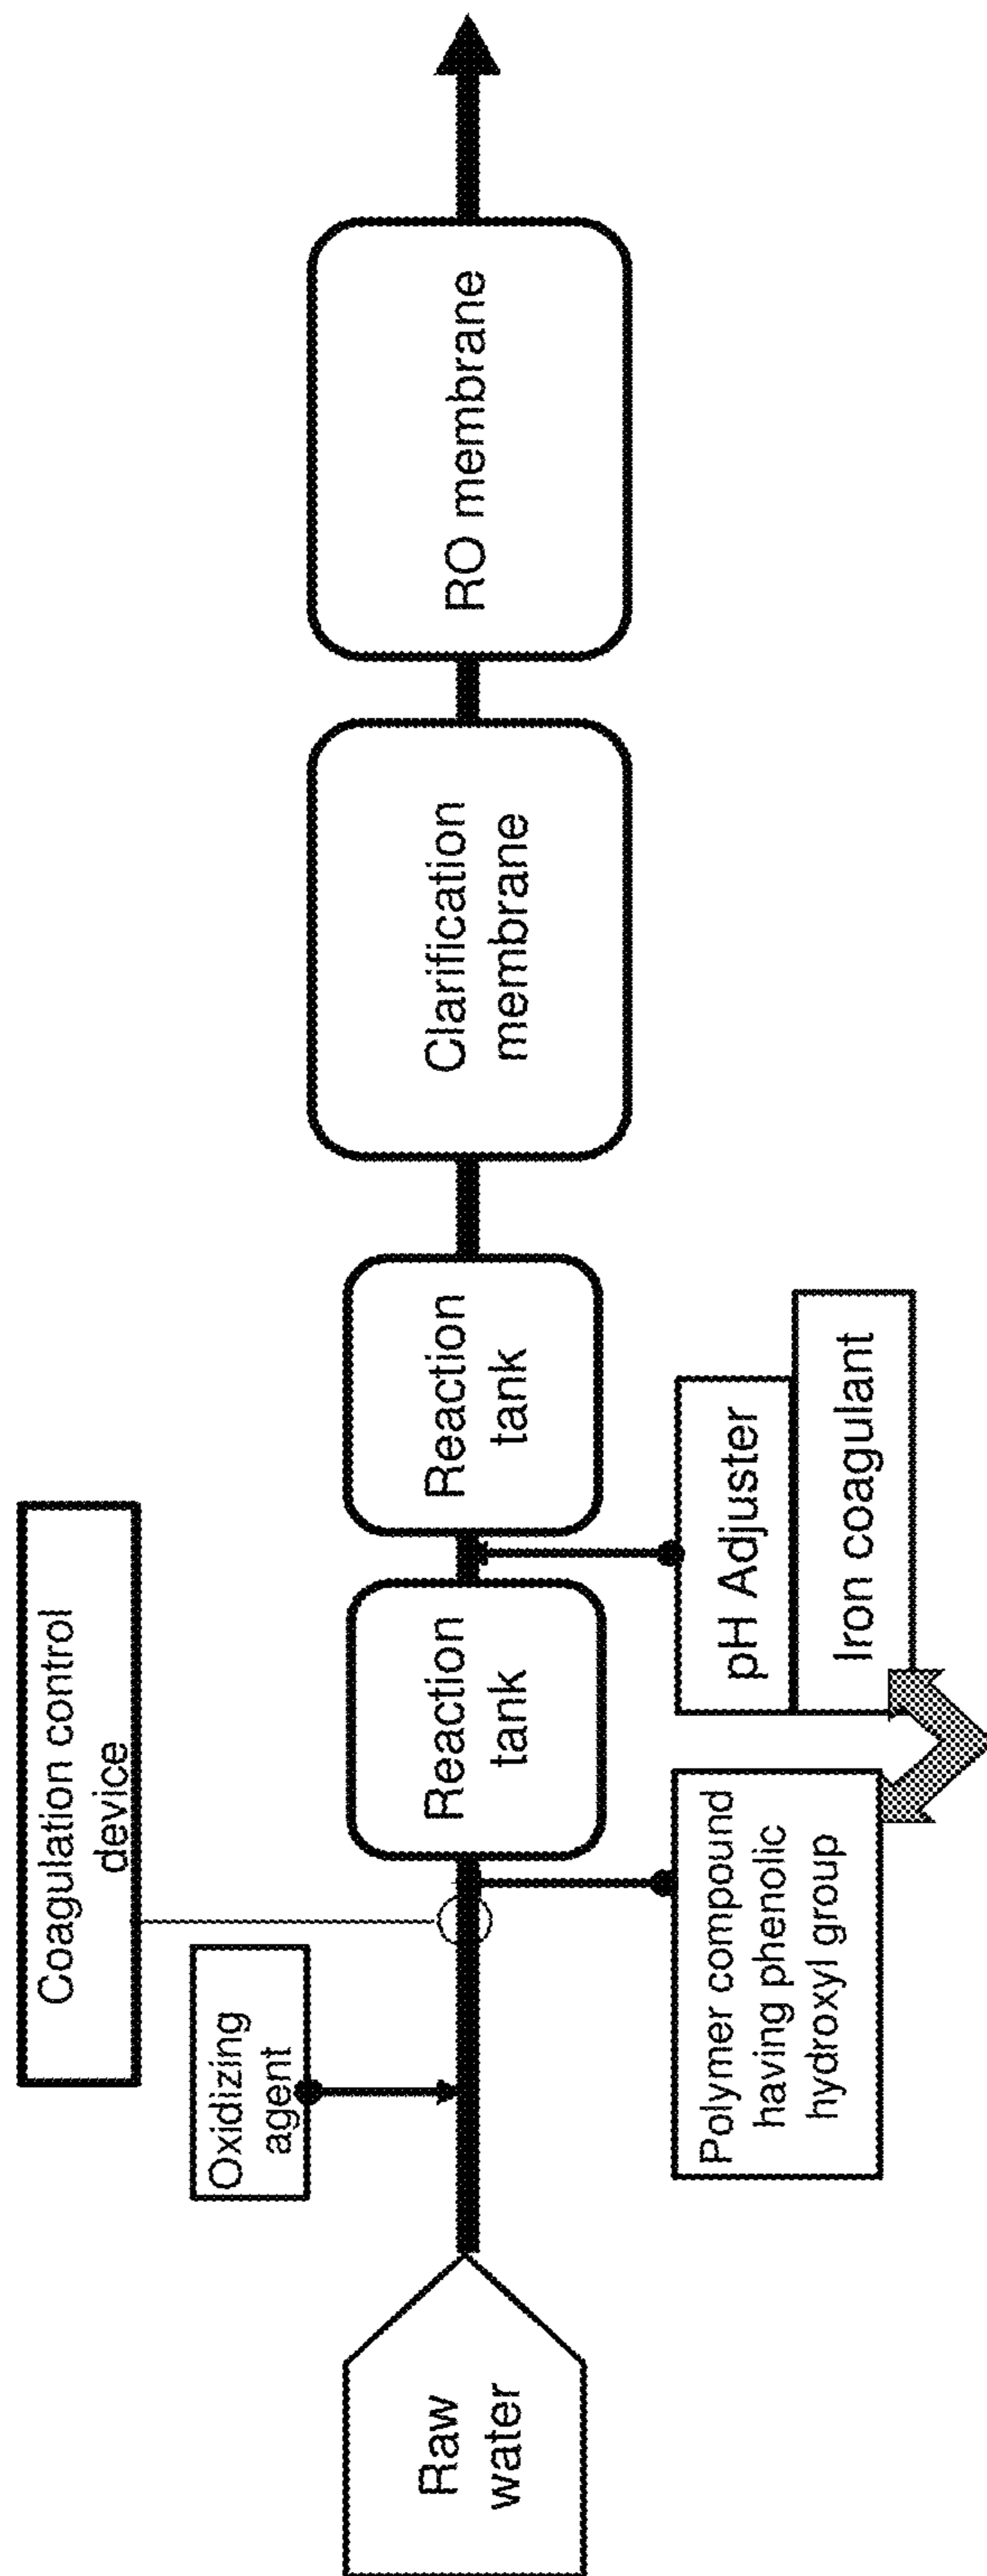 Coagulation control
device
Oxidizing
agent
Raw
water
Reaction
tank
Reaction
tank
Clarification
membrane
RO membrane
Polymer compound
having phenolic
hydroxyl group
pH Adjuster
Iron coagulant